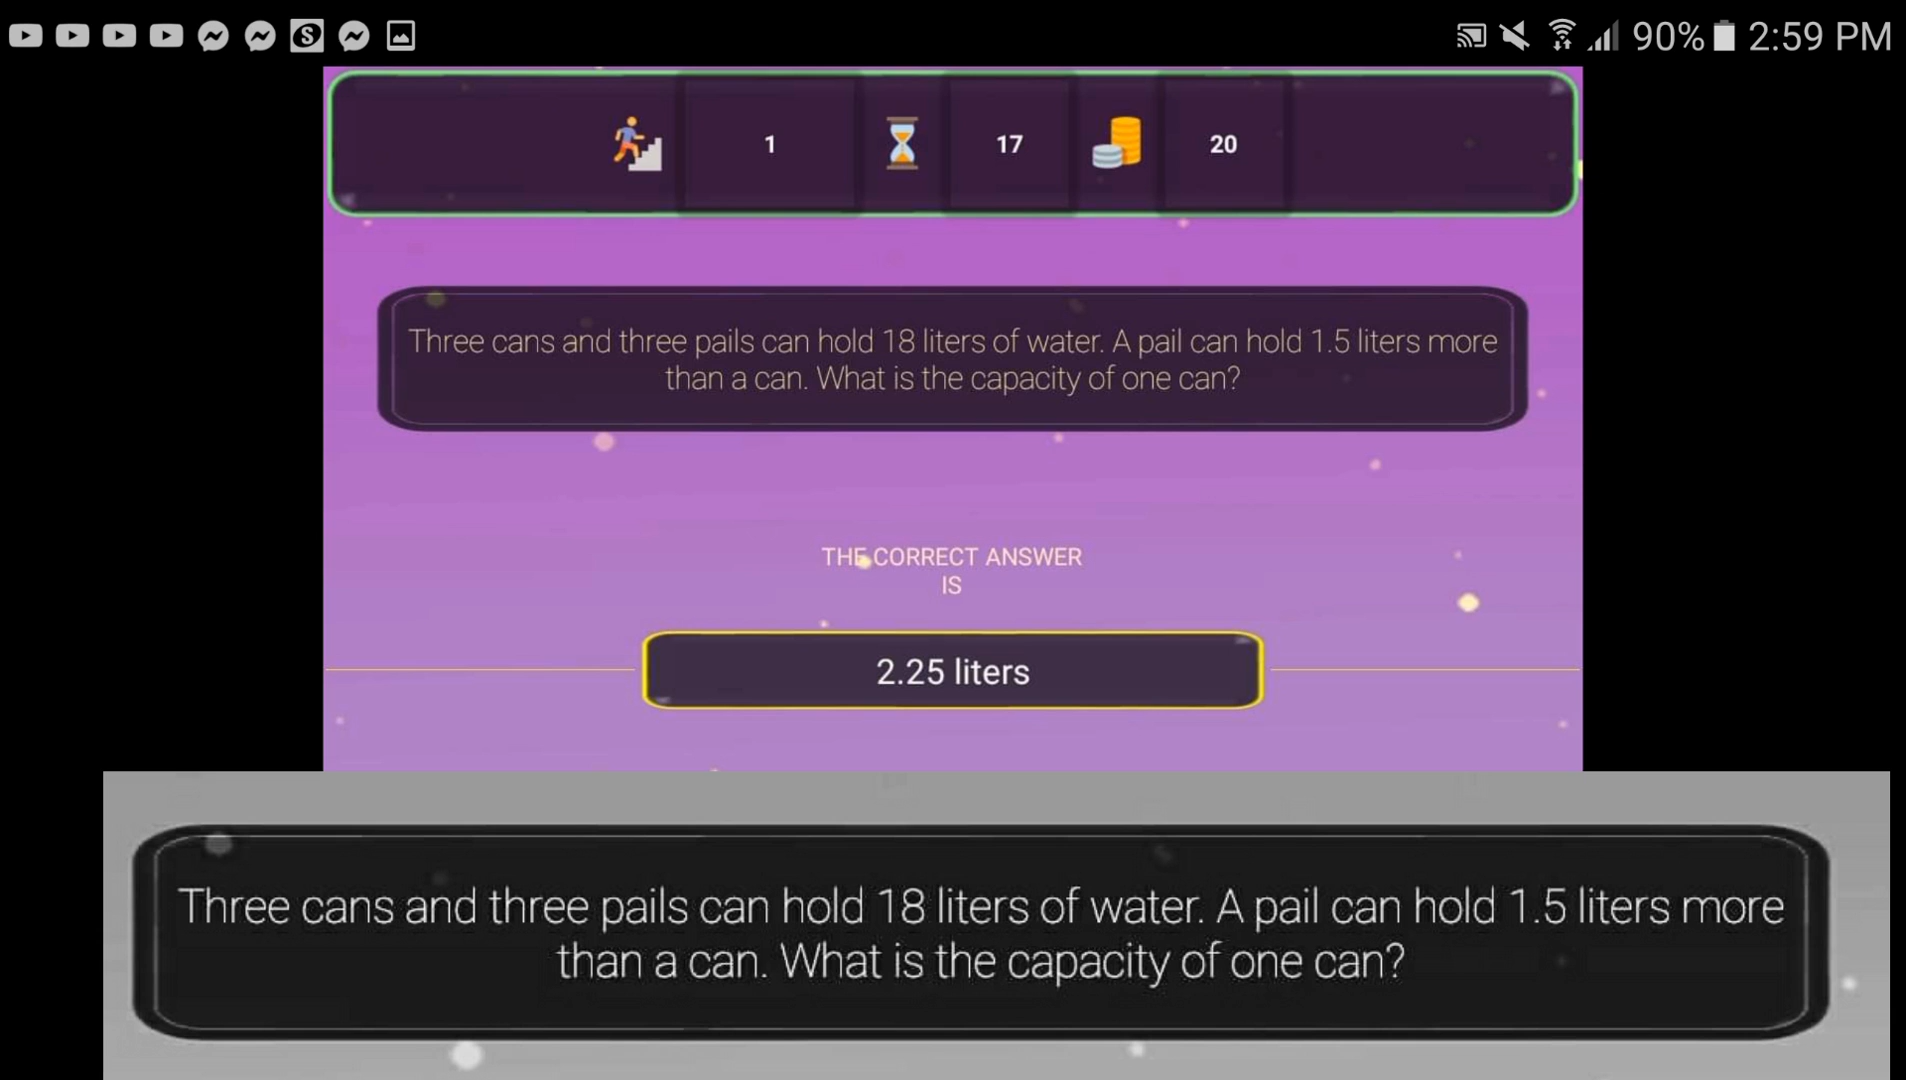 90% 2:59 PM
1 17 20
Three cans and three pails can hold 18 liters of water. A pail can hold 1.5 liters more
than a can. What is the capacity of one can?
THE CORRECT ANSWER
IS
2.25 liters
Three cans and three pails can hold 18 liters of water. A pail can hold 1.5 liters more
than a can. What is the capacity of one can?